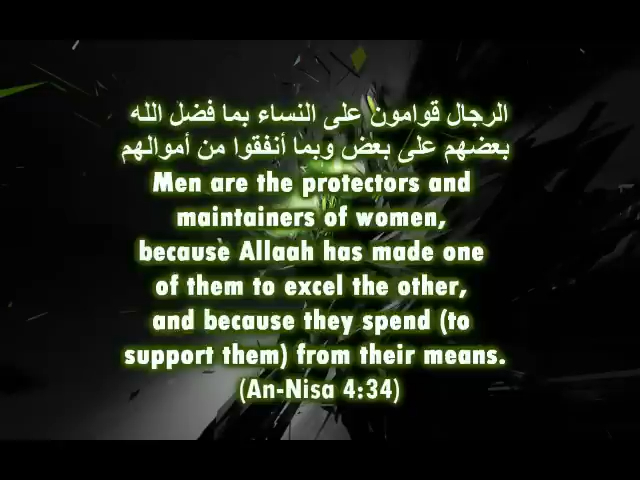 الرجال قوامون على النساء بما فضل الله
بعضهم على بعض وبما أنفقوا من أموالهم
Men are the protectors and
maintainers of women,
because Allaah has made one
of them to excel the other,
and because they spend (to
support them) from their means.
(An-Nisa 4:34)